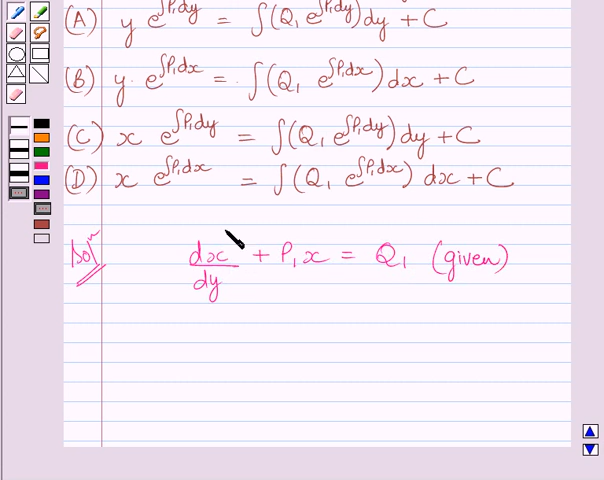 (A) y e^∫P₁dy = ∫(Q₁ e^∫P₁dy)dy + C
(B) y. e^∫P₁dx = ∫(Q₁ e^∫P₁dx)dx + C
(C) x e^∫P₁dy = ∫(Q₁ e^∫P₁dy)dy + C
(D) x e^∫P₁dx = ∫(Q₁ e^∫P₁dx) dx + C
Solⁿ dx/dy + P₁x = Q₁ (given)